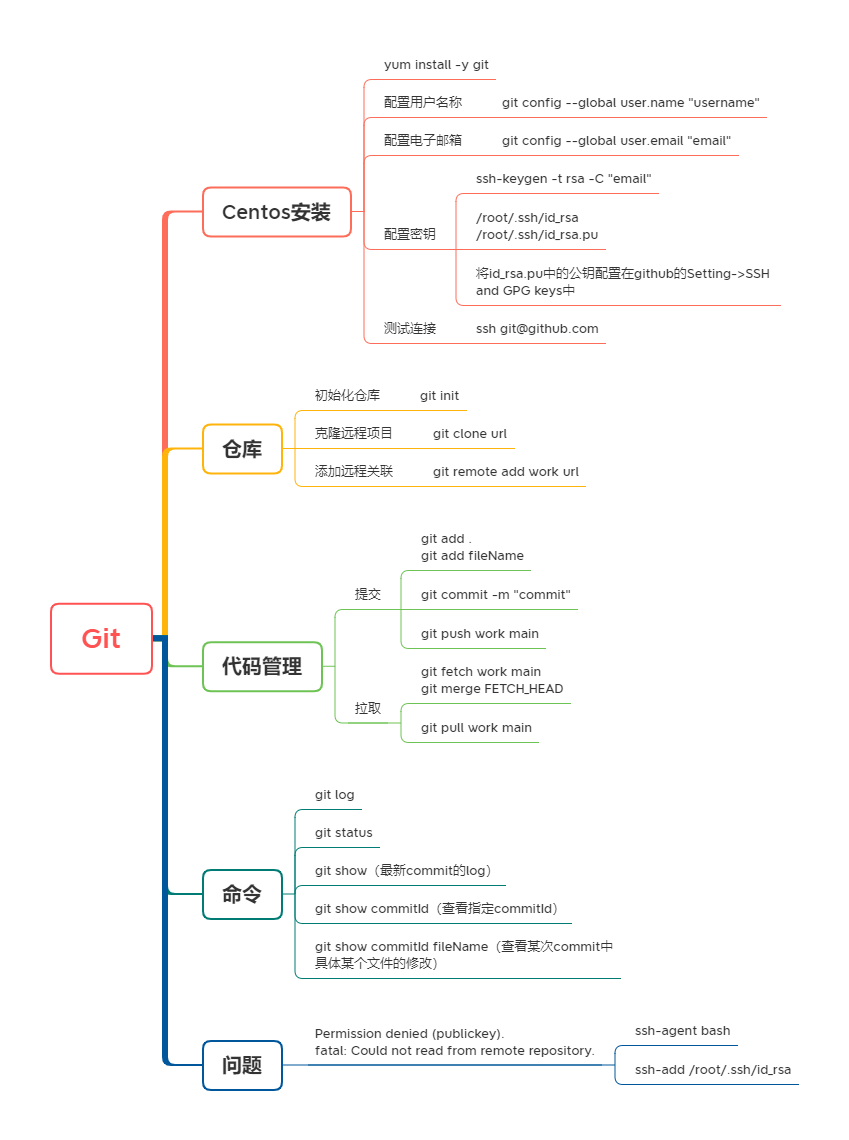 Git
Centos安装
yum install -y git
配置用户名称 git config --global user.name "username"
配置电子邮箱 git config --global user.email "email"
配置密钥
ssh-keygen -t rsa -C "email"
/root/.ssh/id_rsa
/root/.ssh/id_rsa.pu
将id_rsa.pu中的公钥配置在github的Setting->SSH
and GPG keys中
测试连接 ssh git@github.com
仓库
初始化仓库 git init
克隆远程项目 git clone url
添加远程关联 git remote add work url
代码管理
提交
git add .
git add fileName
git commit -m "commit"
git push work main
拉取
git fetch work main
git merge FETCH_HEAD
git pull work main
命令
git log
git status
git show（最新commit的log）
git show commitId（查看指定commitId）
git show commitId fileName（查看某次commit中
具体某个文件的修改）
问题
Permission denied (publickey).
fatal: Could not read from remote repository.
ssh-agent bash
ssh-add /root/.ssh/id_rsa